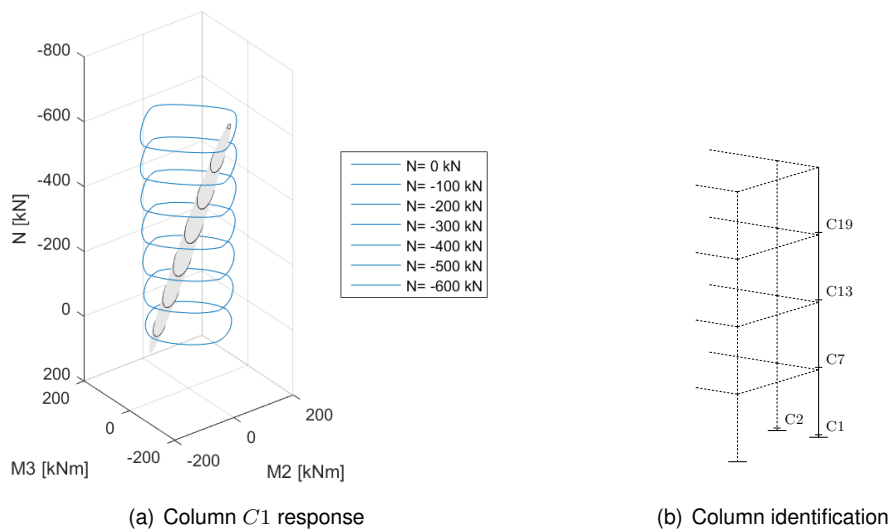 -800
-600
-400
-200
0
200
N [kN]
200
0
-200
M3 [kNm]
-200
0
200
M2 [kNm]
N= 0 kN
N= -100 kN
N= -200 kN
N= -300 kN
N= -400 kN
N= -500 kN
N= -600 kN
(a) Column C1 response
C19
C13
C7
C2
C1
(b) Column identification